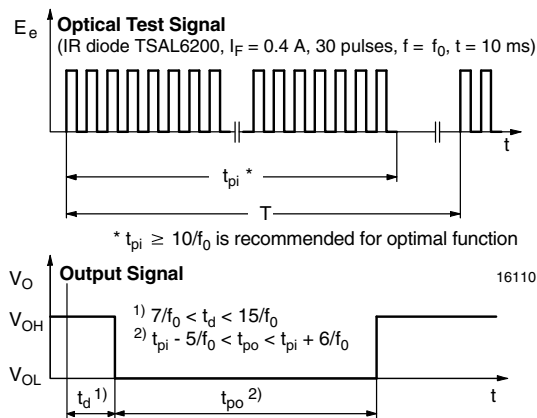 E_e Optical Test Signal
(IR diode TSAL6200, I_F = 0.4 A, 30 pulses, f = f_0, t = 10 ms)
t
t_pi *
T
* t_pi ≥ 10/f_0 is recommended for optimal function
V_O Output Signal 16110
V_OH
1) 7/f_0 < t_d < 15/f_0
2) t_pi - 5/f_0 < t_po < t_pi + 6/f_0
V_OL
t_d 1) t_po 2) t